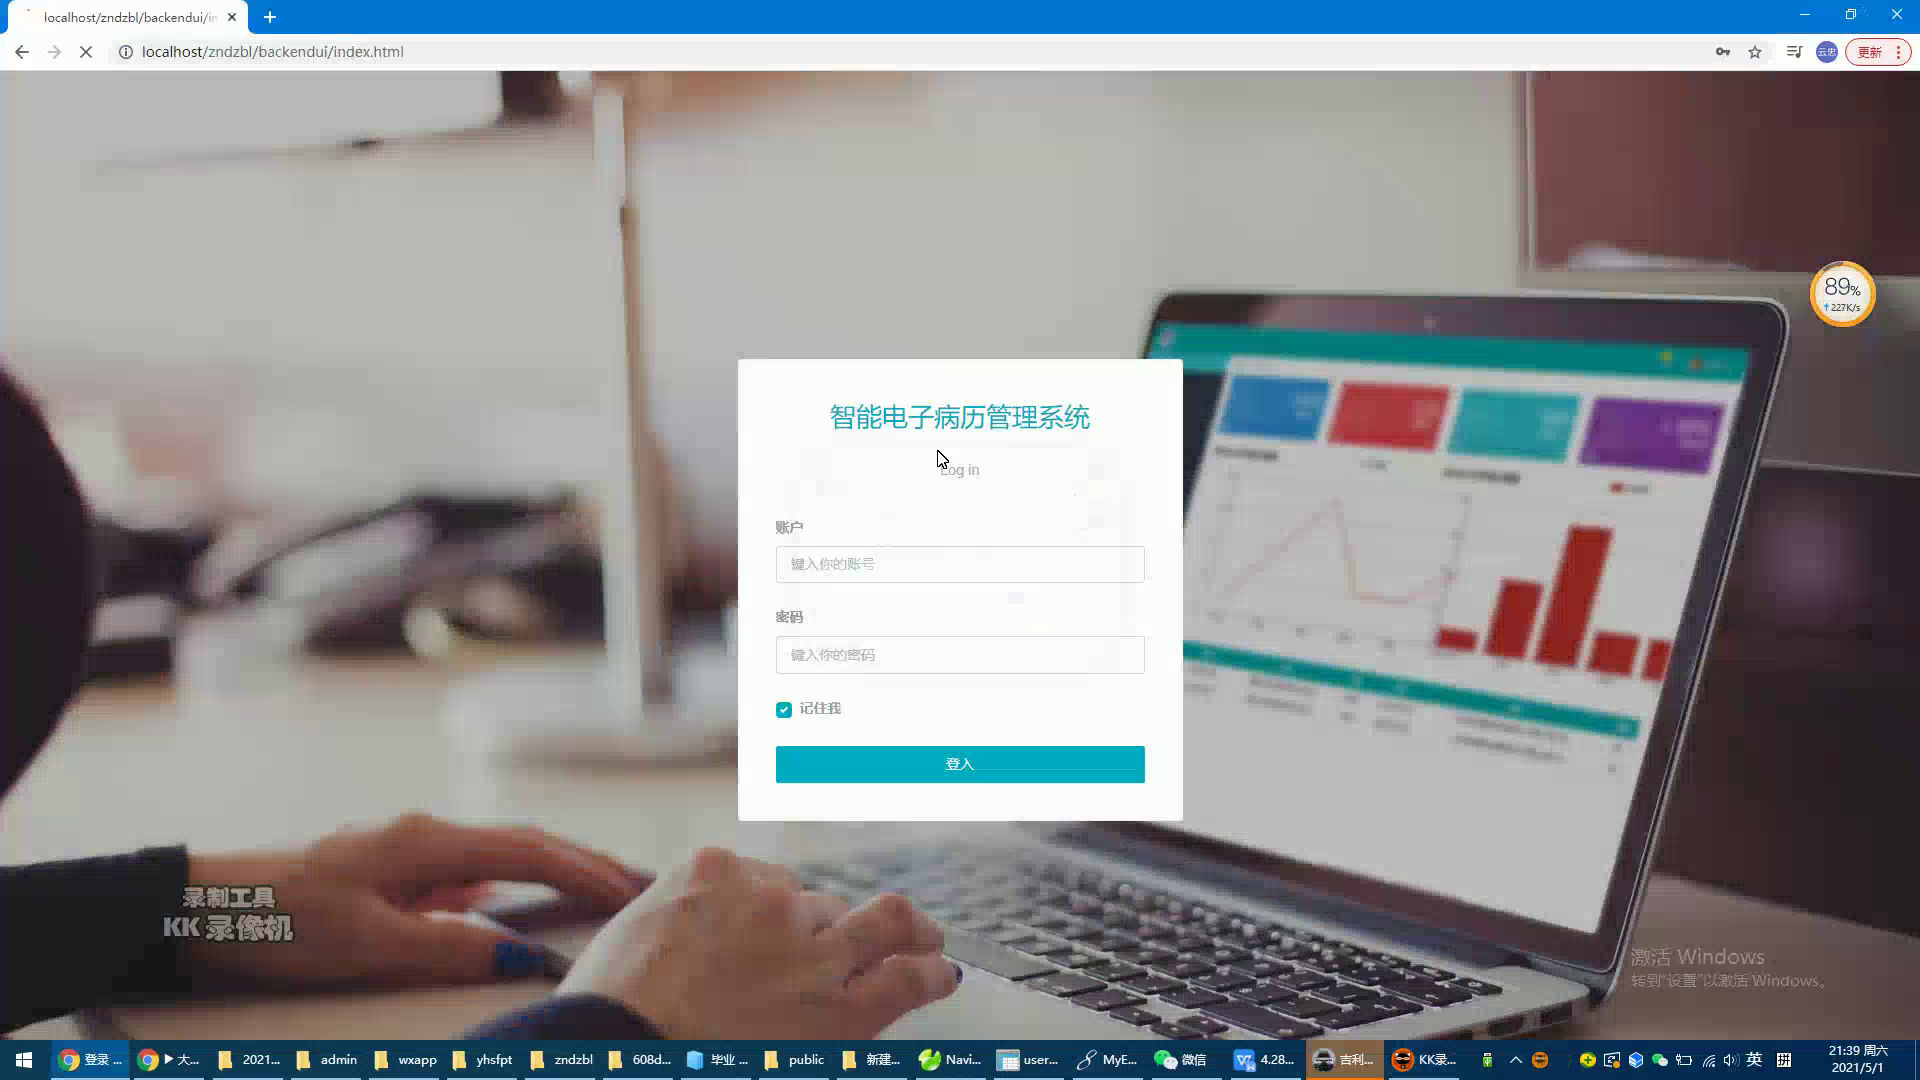 localhost/zndzbl/backendui/in
localhost/zndzbl/backendui/index.html
云忠
更新
89%
227K/s
智能电子病历管理系统
Log in
账户
键入你的账号
密码
键入你的密码
记住我
登入
录制工具
KK 录像机
激活 Windows
转到"设置"以激活 Windows。
登录 ...
大...
2021...
admin
wxapp
yhsfpt
zndzbl
608d...
毕业 ...
public
新建...
Navi...
user...
MyE...
微信
4.28...
吉利...
KK录...
英
拼
21:39 周六
2021/5/1